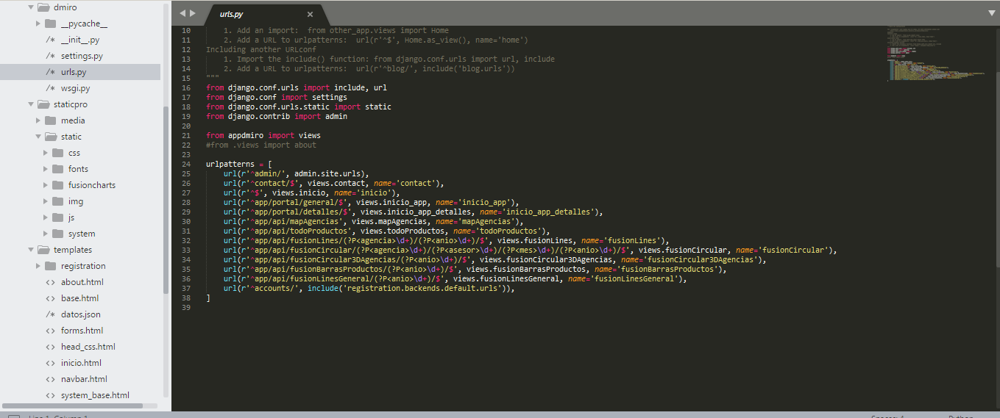 dmiro
__pycache__
/* __init__.py
/* settings.py
/* urls.py
/* wsgi.py
staticpro
media
static
css
fonts
fusioncharts
img
js
system
templates
registration
<> about.html
<> base.html
/* datos.json
<> forms.html
<> head_css.html
<> inicio.html
<> navbar.html
<> system_base.html
urls.py ×
10     1. Add an import:  from other_app.views import Home
11     2. Add a URL to urlpatterns:  url(r'^$', Home.as_view(), name='home')
12 Including another URLconf
13     1. Import the include() function: from django.conf.urls import url, include
14     2. Add a URL to urlpatterns:  url(r'^blog/', include('blog.urls'))
15 """
16 from django.conf.urls import include, url
17 from django.conf import settings
18 from django.conf.urls.static import static
19 from django.contrib import admin
20
21 from appdmiro import views
22 #from .views import about
23
24 urlpatterns = [
25     url(r'^admin/', admin.site.urls),
26     url(r'^contact/$', views.contact, name='contact'),
27     url(r'^$', views.inicio, name='inicio'),
28     url(r'^app/portal/general/$', views.inicio_app, name='inicio_app'),
29     url(r'^app/portal/detalles/$', views.inicio_app_detalles, name='inicio_app_detalles'),
30     url(r'^app/api/mapAgencias', views.mapAgencias, name='mapAgencias'),
31     url(r'^app/api/todoProductos', views.todoProductos, name='todoProductos'),
32     url(r'^app/api/fusionLines/(?P<agencia>\d+)/(?P<anio>\d+)/$', views.fusionLines, name='fusionLines'),
33     url(r'^app/api/fusionCircular/(?P<agencia>\d+)/(?P<asesor>\d+)/(?P<mes>\d+)/(?P<anio>\d+)/$', views.fusionCircular, name='fusionCircular'),
34     url(r'^app/api/fusionCircular3DAgencias/(?P<anio>\d+)/$', views.fusionCircular3DAgencias, name='fusionCircular3DAgencias'),
35     url(r'^app/api/fusionBarrasProductos/(?P<anio>\d+)/$', views.fusionBarrasProductos, name='fusionBarrasProductos'),
36     url(r'^app/api/fusionLinesGeneral/(?P<anio>\d+)/$', views.fusionLinesGeneral, name='fusionLinesGeneral'),
37     url(r'^accounts/', include('registration.backends.default.urls')),
38 ]
39
Line 1, Column 1
Spaces: 4
Python